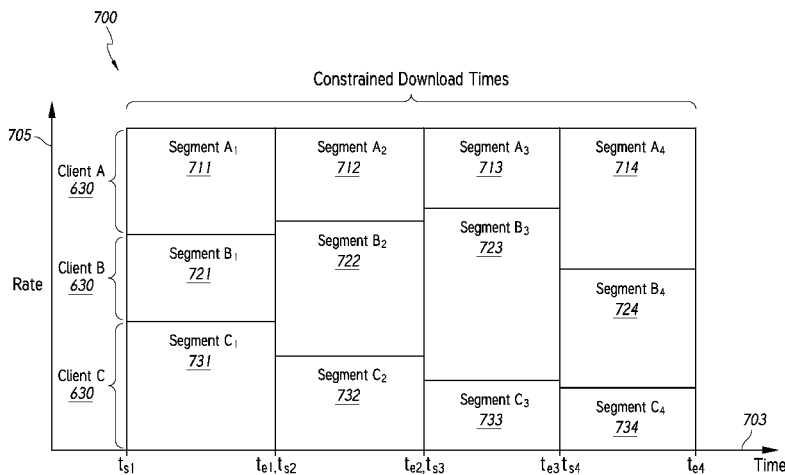 700
Constrained Download Times
705
Client A
630
Client B
630
Rate
Client C
630
Segment A1
711
Segment A2
712
Segment A3
713
Segment A4
714
Segment B1
721
Segment B2
722
Segment B3
723
Segment B4
724
Segment C1
731
Segment C2
732
Segment C3
733
Segment C4
734
703
ts1
te1,ts2
te2,ts3
te3ts4
te4
Time